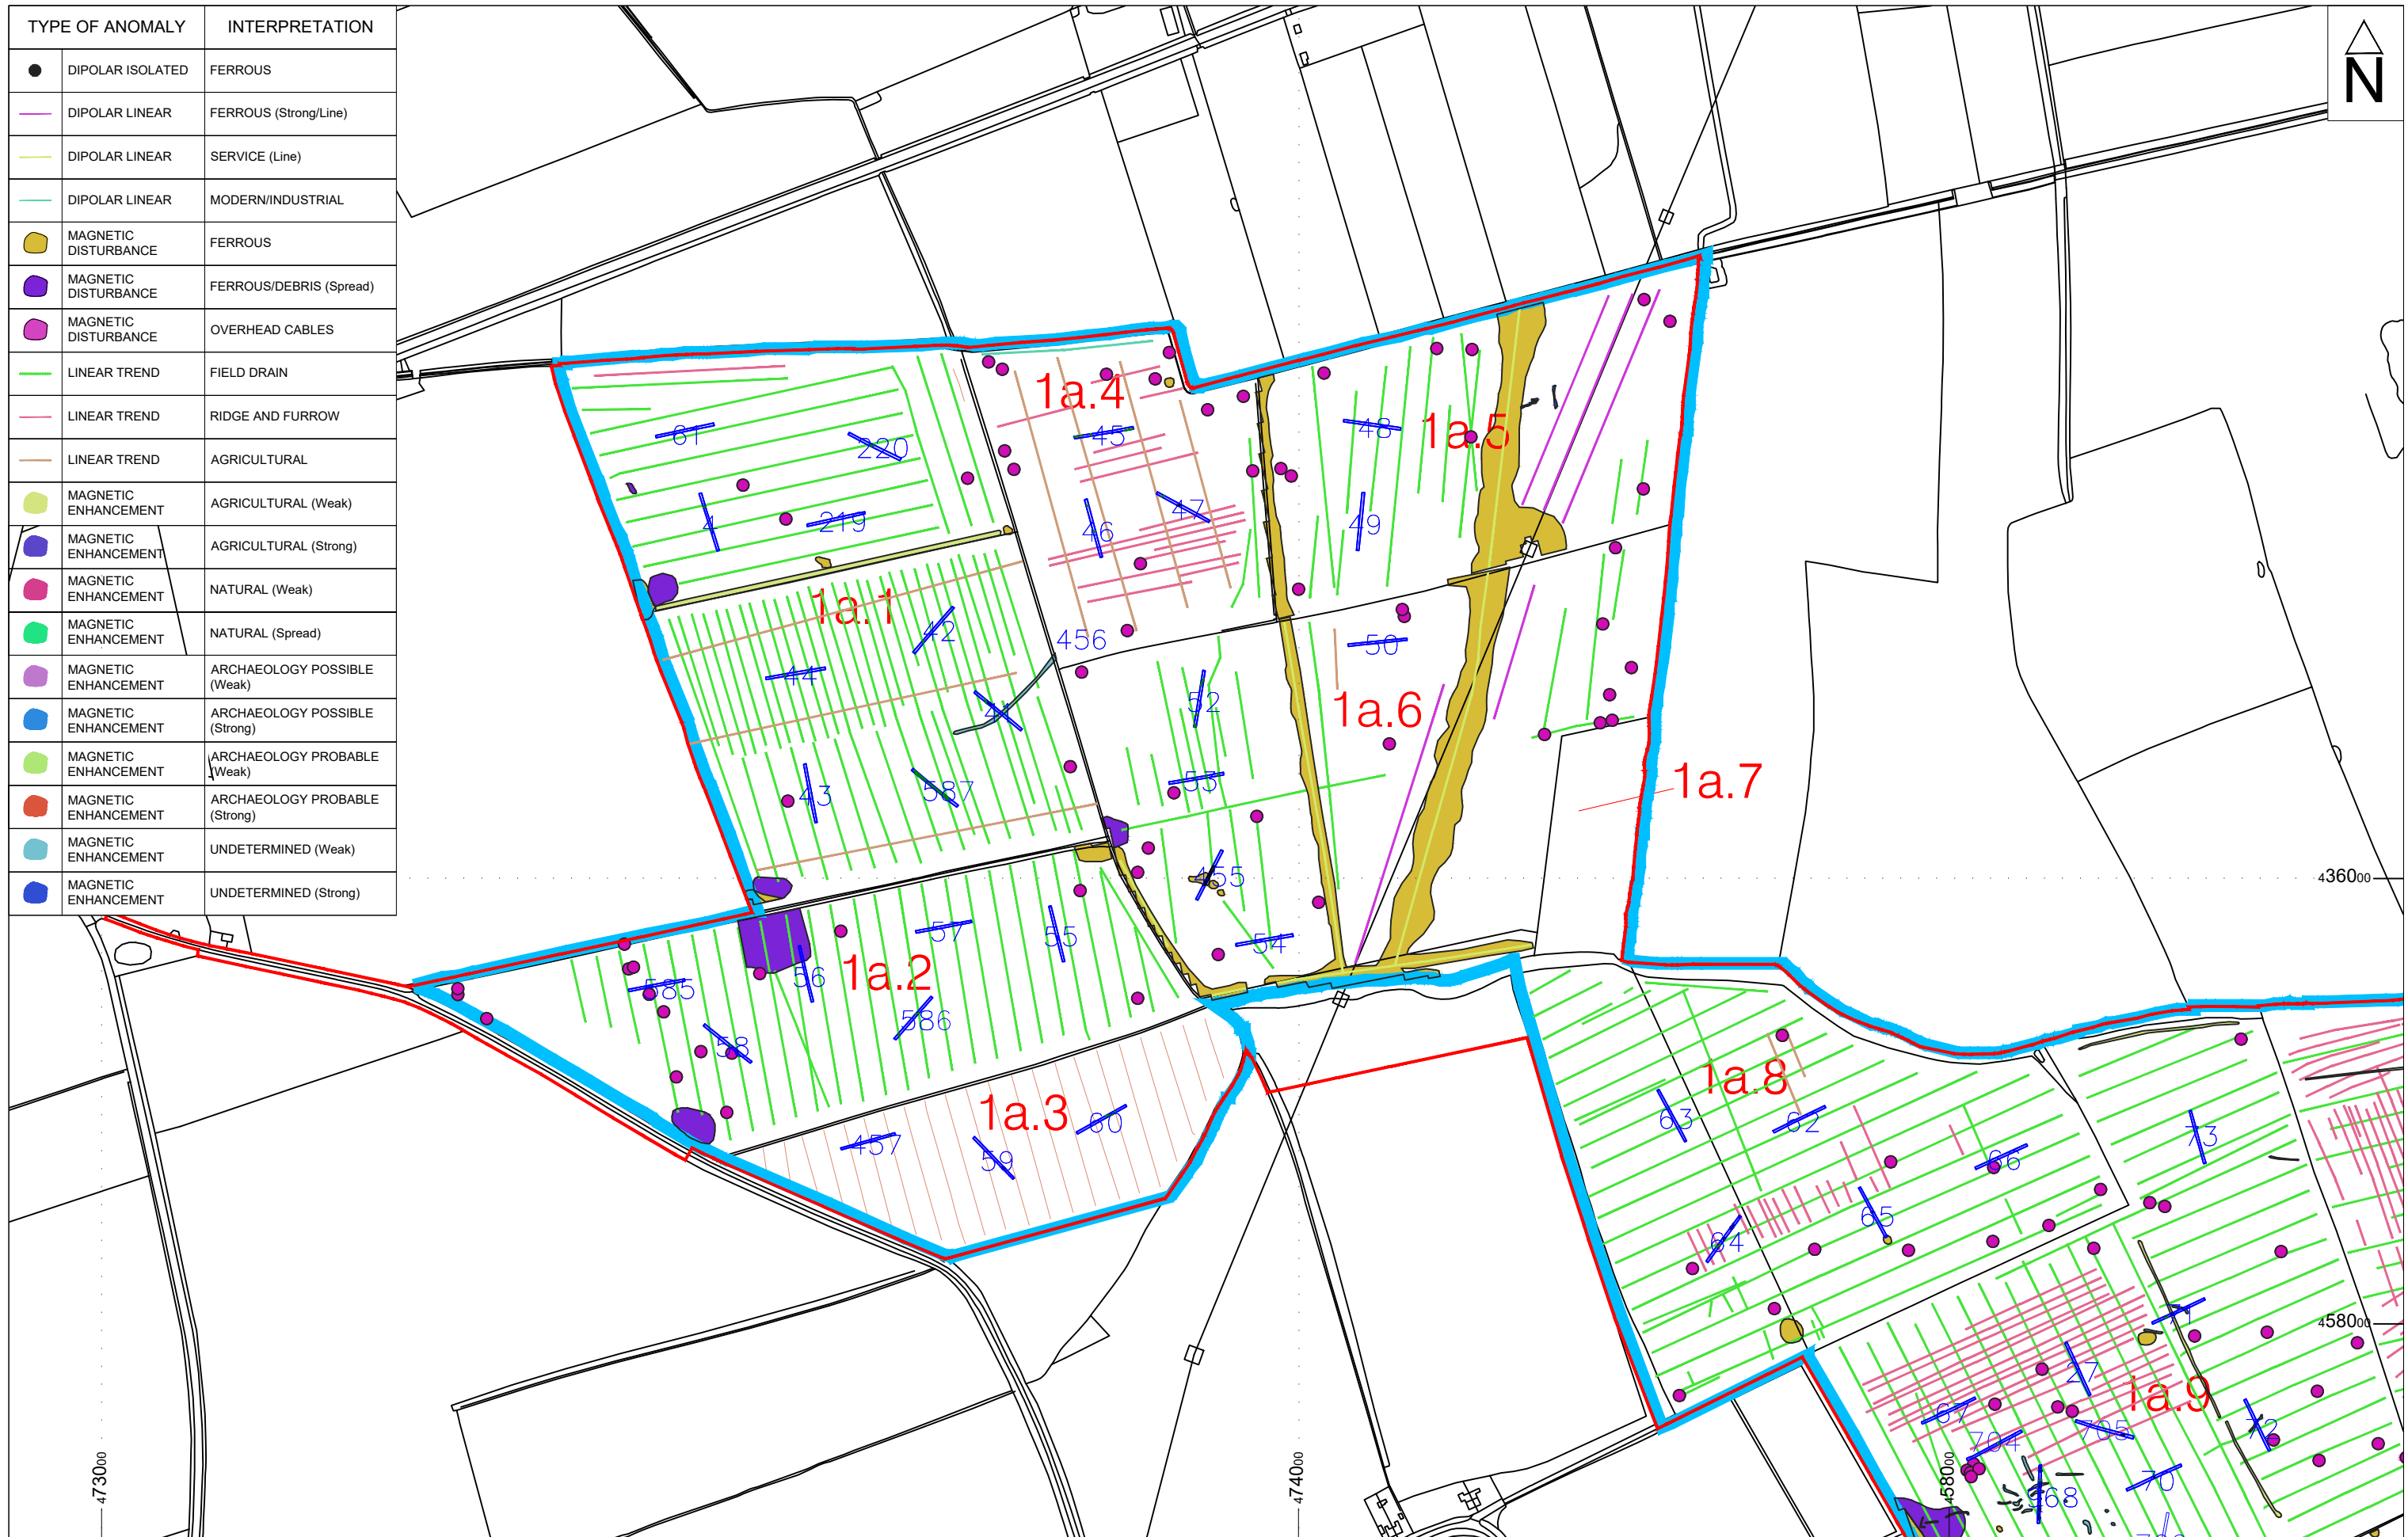 TYPE OF ANOMALY INTERPRETATION
DIPOLAR ISOLATED FERROUS
DIPOLAR LINEAR FERROUS (Strong/Line)
DIPOLAR LINEAR SERVICE (Line)
DIPOLAR LINEAR MODERN/INDUSTRIAL
MAGNETIC DISTURBANCE FERROUS
MAGNETIC DISTURBANCE FERROUS/DEBRIS (Spread)
MAGNETIC DISTURBANCE OVERHEAD CABLES
LINEAR TREND FIELD DRAIN
LINEAR TREND RIDGE AND FURROW
LINEAR TREND AGRICULTURAL
MAGNETIC ENHANCEMENT AGRICULTURAL (Weak)
MAGNETIC ENHANCEMENT AGRICULTURAL (Strong)
MAGNETIC ENHANCEMENT NATURAL (Weak)
MAGNETIC ENHANCEMENT NATURAL (Spread)
MAGNETIC ENHANCEMENT ARCHAEOLOGY POSSIBLE (Weak)
MAGNETIC ENHANCEMENT ARCHAEOLOGY POSSIBLE (Strong)
MAGNETIC ENHANCEMENT ARCHAEOLOGY PROBABLE (Weak)
MAGNETIC ENHANCEMENT ARCHAEOLOGY PROBABLE (Strong)
MAGNETIC ENHANCEMENT UNDETERMINED (Weak)
MAGNETIC ENHANCEMENT UNDETERMINED (Strong)
N
1a.4
1a.5
61
220
45
48
4
219
46
47
49
1a.1
42
456
50
44
41
52
1a.6
53
1a.7
43
587
455
436000
57
55
54
1a.2
56
585
586
58
1a.3
60
457
59
1a.8
63
62
66
73
65
64
458000
71
27
1a.9
67
705
72
704
70
568
473000
474000
458000